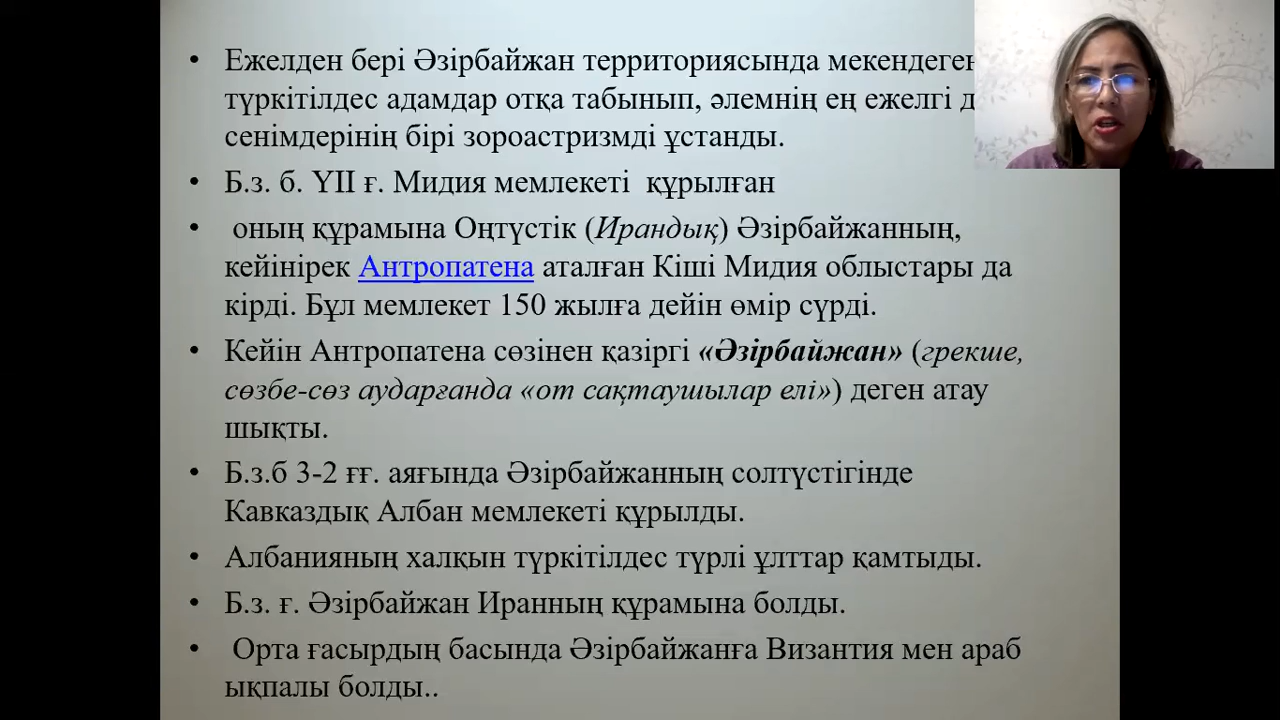 • Ежелден бері Әзірбайжан территориясында мекендеген
түркітілдес адамдар отқа табынып, әлемнің ең ежелгі
сенімдерінің бірі зороастризмді ұстанды.
• Б.з. б. YII ғ. Мидия мемлекеті құрылған
• оның құрамына Оңтүстік (Ирандық) Әзірбайжанның,
кейінірек Антропатена аталған Кіші Мидия облыстары да
кірді. Бұл мемлекет 150 жылға дейін өмір сүрді.
• Кейін Антропатена сөзінен қазіргі «Әзірбайжан» (грекше,
сөзбе-сөз аударғанда «от сақтаушылар елі») деген атау
шықты.
• Б.з.б 3-2 ғғ. аяғында Әзірбайжанның солтүстігінде
Кавказдық Албан мемлекеті құрылды.
• Албанияның халқын түркітілдес түрлі ұлттар қамтыды.
• Б.з. ғ. Әзірбайжан Иранның құрамына болды.
• Орта ғасырдың басында Әзірбайжанға Византия мен араб
ықпалы болды..